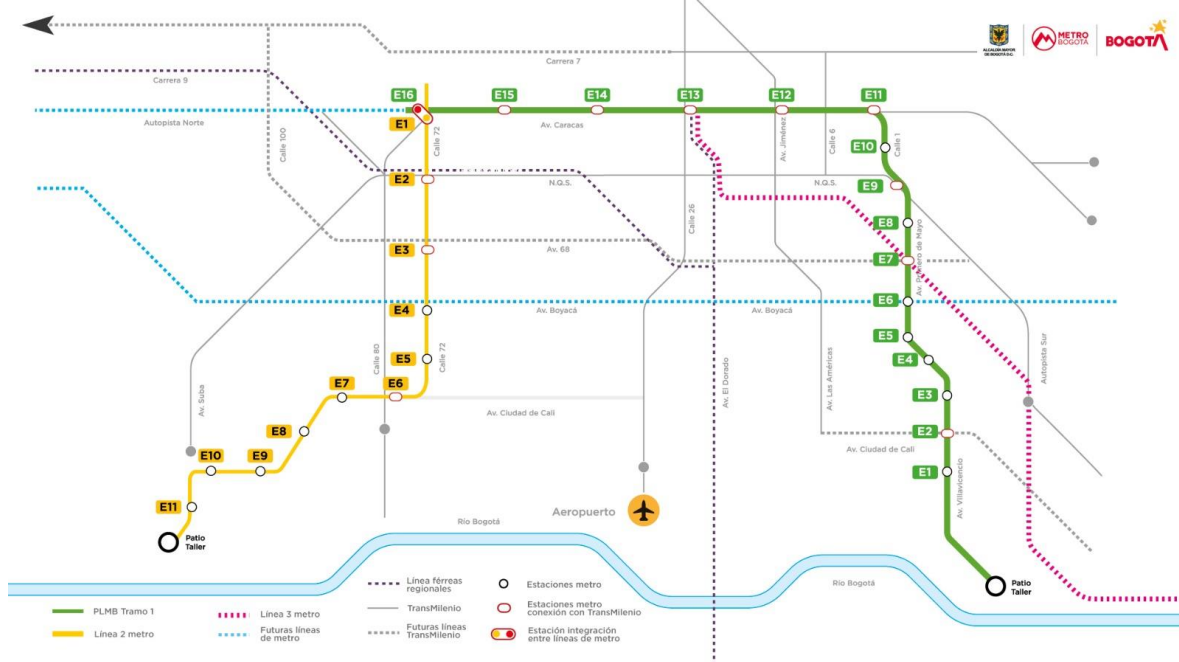 ALCALDÍA MAYOR
DE BOGOTÁ D.C.
METRO
BOGOTÁ
BOGOTÁ
Carrera 7
Carrera 9
E16
E15
E14
E13
E12
E11
Autopista Norte
E1
Av. Caracas
Calle 100
Calle 72
Av. Jiménez
Calle 6
Calle 1
E10
E2
N.Q.S.
N.Q.S.
E9
Calle 26
E8
E3
Av. 68
E7
Av. Primero de Mayo
E4
Av. Boyacá
Av. Boyacá
E6
E5
Calle 80
Calle 72
E5
E4
Autopista Sur
Av. Suba
E7
E6
Av. El Dorado
Av. Las Américas
E3
Av. Ciudad de Cali
E8
E2
E10
E9
Av. Ciudad de Cali
E1
Av. Villavicencio
E11
Patio
Taller
Aeropuerto
Río Bogotá
Río Bogotá
Patio
Taller
PLMB Tramo 1
Línea 2 metro
Línea 3 metro
Futuras líneas
de metro
Línea férreas
regionales
TransMilenio
Futuras líneas
TransMilenio
Estaciones metro
Estaciones metro
conexión con TransMilenio
Estación integración
entre líneas de metro